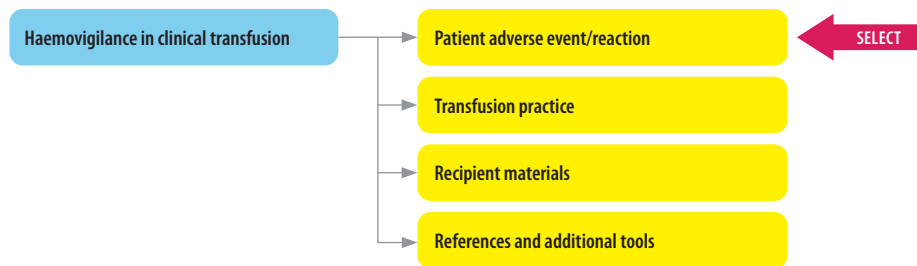 Haemovigilance in clinical transfusion
Patient adverse event/reaction
SELECT
Transfusion practice
Recipient materials
References and additional tools